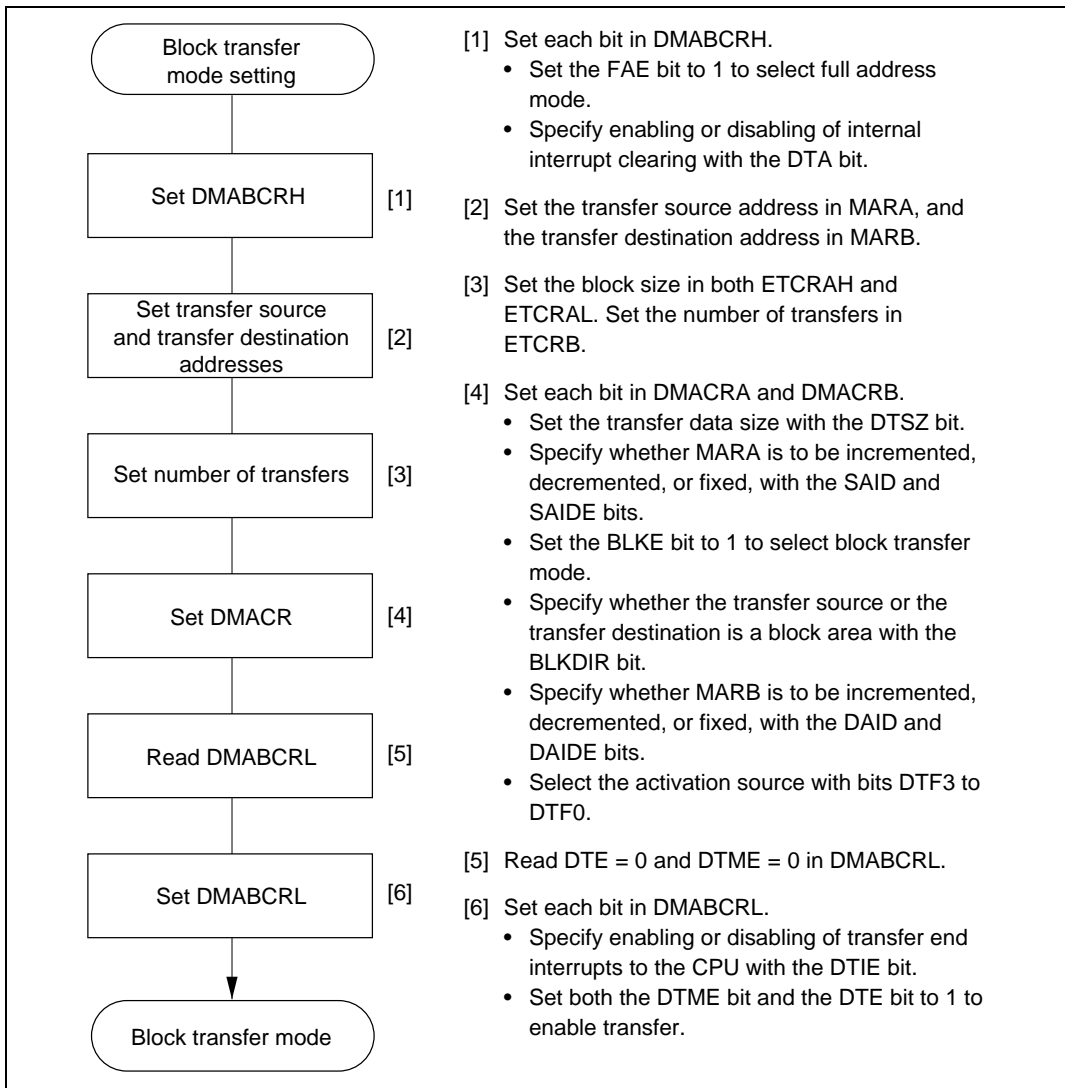 Block transfer
mode setting
Set DMABCRH [1]
Set transfer source
and transfer destination
addresses
[2]
Set number of transfers [3]
Set DMACR [4]
Read DMABCRL [5]
Set DMABCRL [6]
Block transfer mode
[1] Set each bit in DMABCRH.
• Set the FAE bit to 1 to select full address
mode.
• Specify enabling or disabling of internal
interrupt clearing with the DTA bit.
[2] Set the transfer source address in MARA, and
the transfer destination address in MARB.
[3] Set the block size in both ETCRAH and
ETCRAL. Set the number of transfers in
ETCRB.
[4] Set each bit in DMACRA and DMACRB.
• Set the transfer data size with the DTSZ bit.
• Specify whether MARA is to be incremented,
decremented, or fixed, with the SAID and
SAIDE bits.
• Set the BLKE bit to 1 to select block transfer
mode.
• Specify whether the transfer source or the
transfer destination is a block area with the
BLKDIR bit.
• Specify whether MARB is to be incremented,
decremented, or fixed, with the DAID and
DAIDE bits.
• Select the activation source with bits DTF3 to
DTF0.
[5] Read DTE = 0 and DTME = 0 in DMABCRL.
[6] Set each bit in DMABCRL.
• Specify enabling or disabling of transfer end
interrupts to the CPU with the DTIE bit.
• Set both the DTME bit and the DTE bit to 1 to
enable transfer.